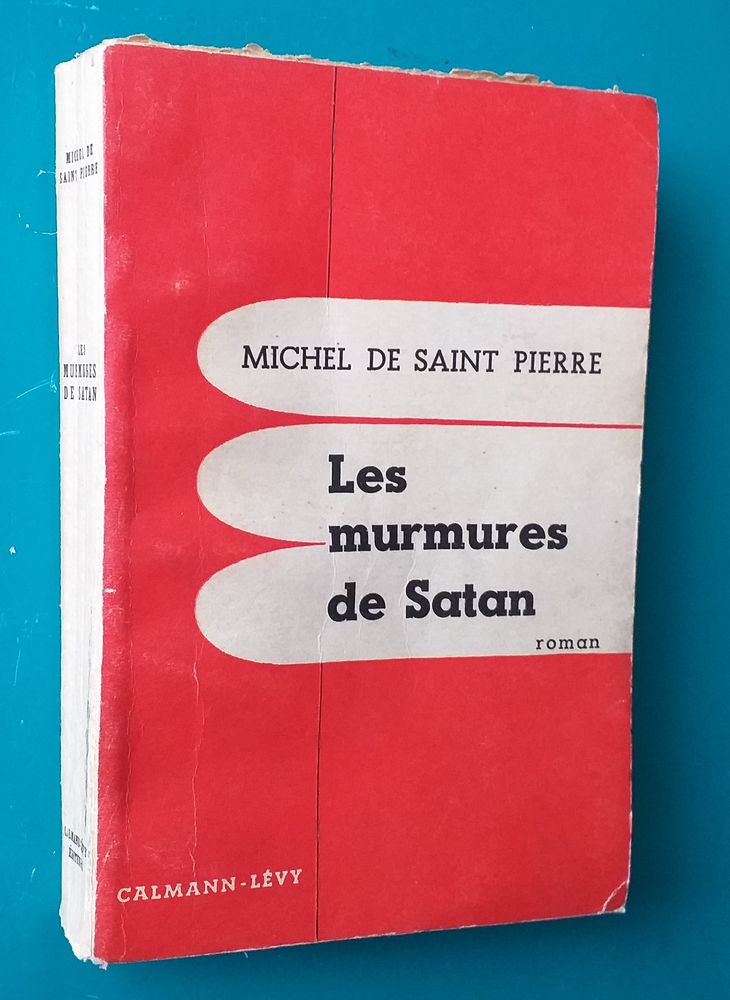 MICHEL DE
SAINT PIERRE
LES
MURMURES
DE SATAN
MICHEL DE SAINT PIERRE
Les
murmures
de Satan
roman
CALMANN-LÉVY